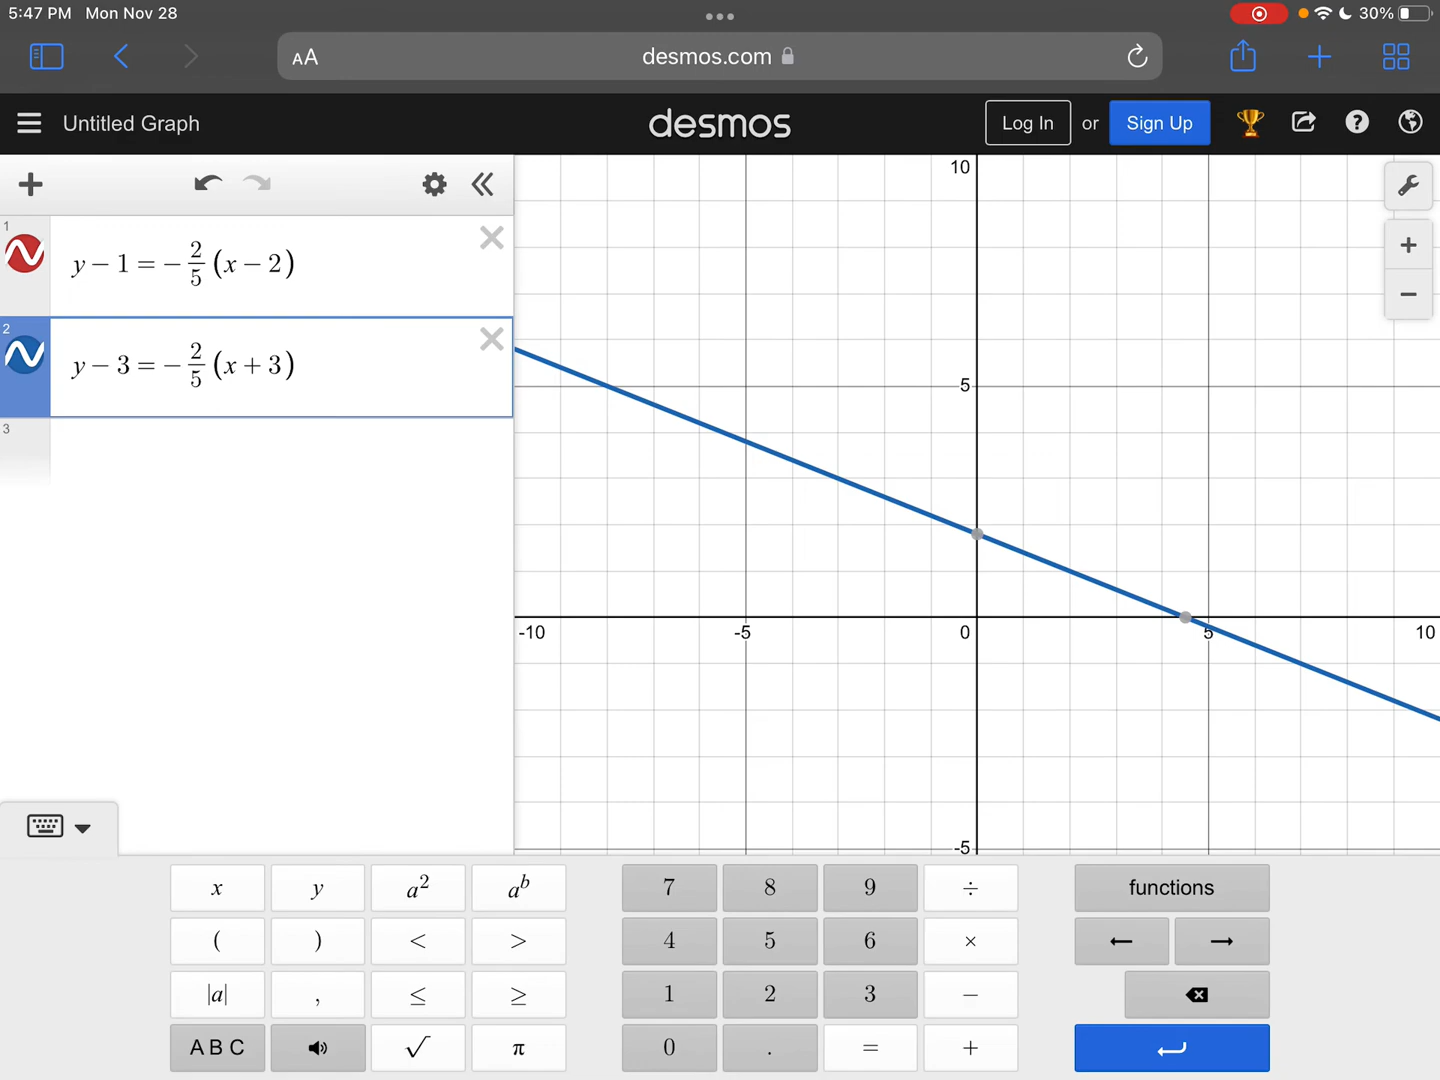 5:47 PM Mon Nov 28 30%
AA desmos.com
Untitled Graph desmos Log In or Sign Up
1 y − 1 = −2/5 (x − 2)
2 y − 3 = −2/5 (x + 3)
3
10
5
-10 -5 0 5 10
-5
x y a² aᵇ 7 8 9 ÷ functions
( ) < > 4 5 6 × ← →
|a| , ≤ ≥ 1 2 3 −
A B C √ π 0 . = +